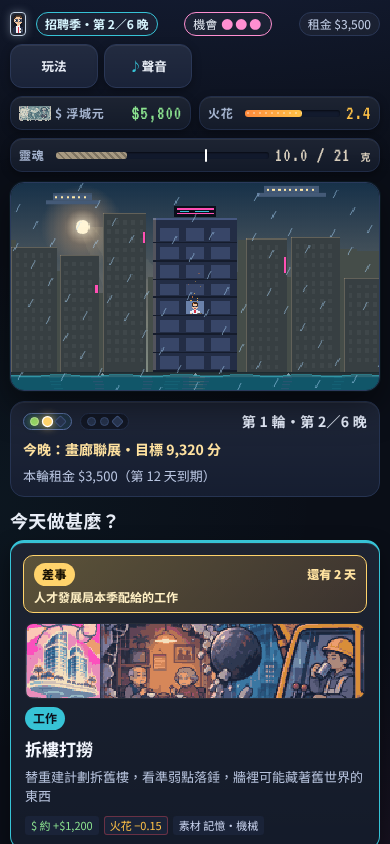 招聘季・第 2／6 晚
機會
租金 $3,500
玩法
♪聲音
$ 浮城元 $5,800
火花 2.4
靈魂 10.0 / 21 克
第 1 輪・第 2／6 晚
今晚：畫廊聯展・目標 9,320 分
本輪租金 $3,500（第 12 天到期）
今天做甚麼？
差事 還有 2 天
人才發展局本季配給的工作
工作
拆樓打撈
替重建計劃拆舊樓，看準弱點落錘，牆裡可能藏著舊世界的
東西
$ 約 +$1,200
火花 −0.15
素材 記憶・機械